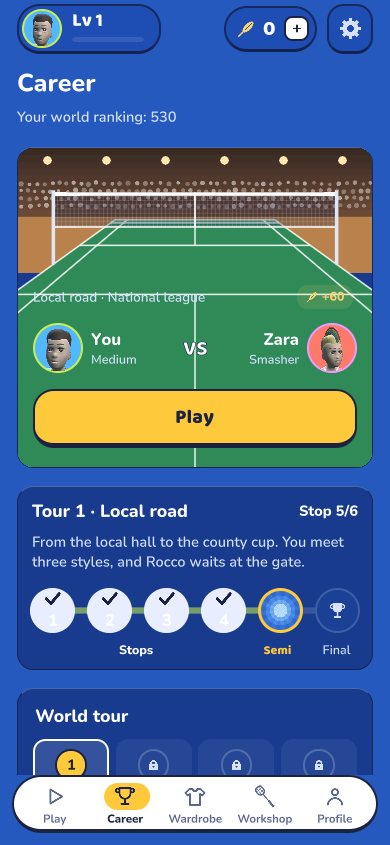 Lv 1
0
+
Career
Your world ranking: 530
Local road · National league
+60
You
Medium
VS
Zara
Smasher
Play
Tour 1 · Local road
Stop 5/6
From the local hall to the county cup. You meet
three styles, and Rocco waits at the gate.
1
2
3
4
Stops
Semi
Final
World tour
1
Play
Career
Wardrobe
Workshop
Profile